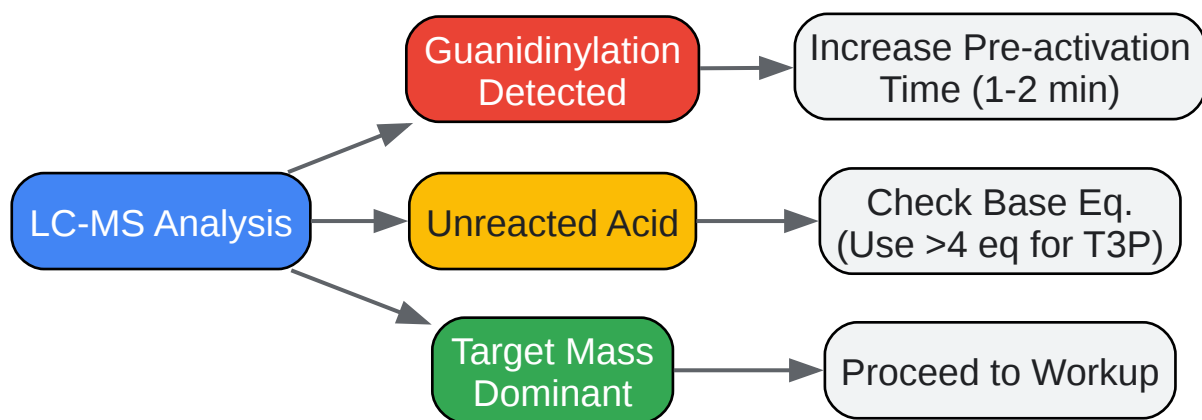 Guanidinylation
Detected
Increase Pre-activation
Time (1-2 min)
LC-MS Analysis
Unreacted Acid
Check Base Eq.
(Use >4 eq for T3P)
Target Mass
Dominant
Proceed to Workup